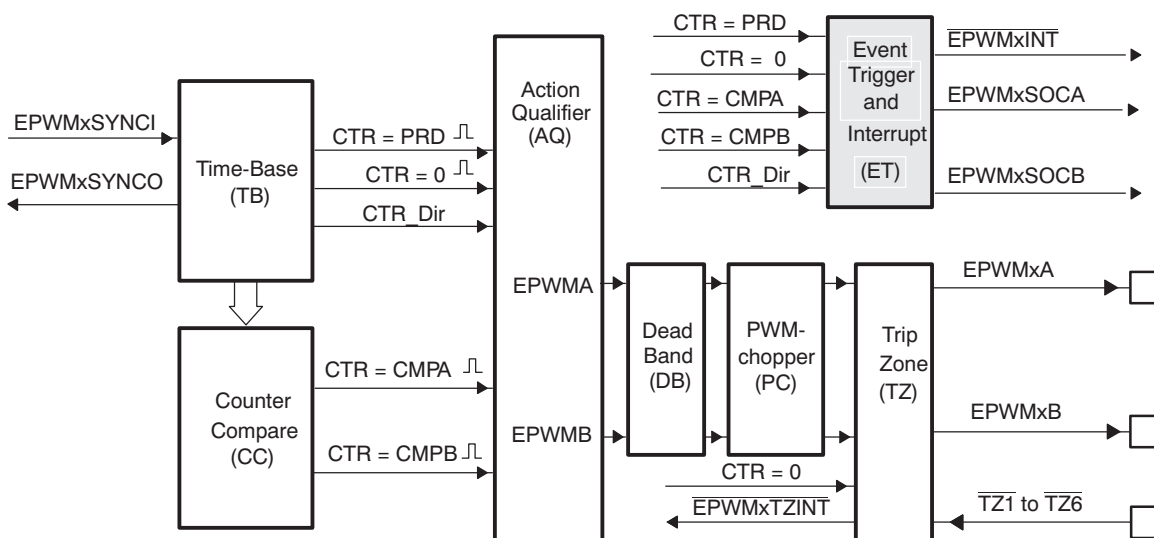 EPWMxSYNCI
EPWMxSYNCO
Time-Base
(TB)
CTR = PRD
CTR = 0
CTR_Dir
Counter
Compare
(CC)
CTR = CMPA
CTR = CMPB
Action
Qualifier
(AQ)
EPWMA
EPWMB
CTR = PRD
CTR = 0
CTR = CMPA
CTR = CMPB
CTR_Dir
Event
Trigger
and
Interrupt
(ET)
EPWMxINT
EPWMxSOCA
EPWMxSOCB
Dead
Band
(DB)
PWM-
chopper
(PC)
Trip
Zone
(TZ)
EPWMxA
EPWMxB
CTR = 0
EPWMxTZINT
TZ1 to TZ6